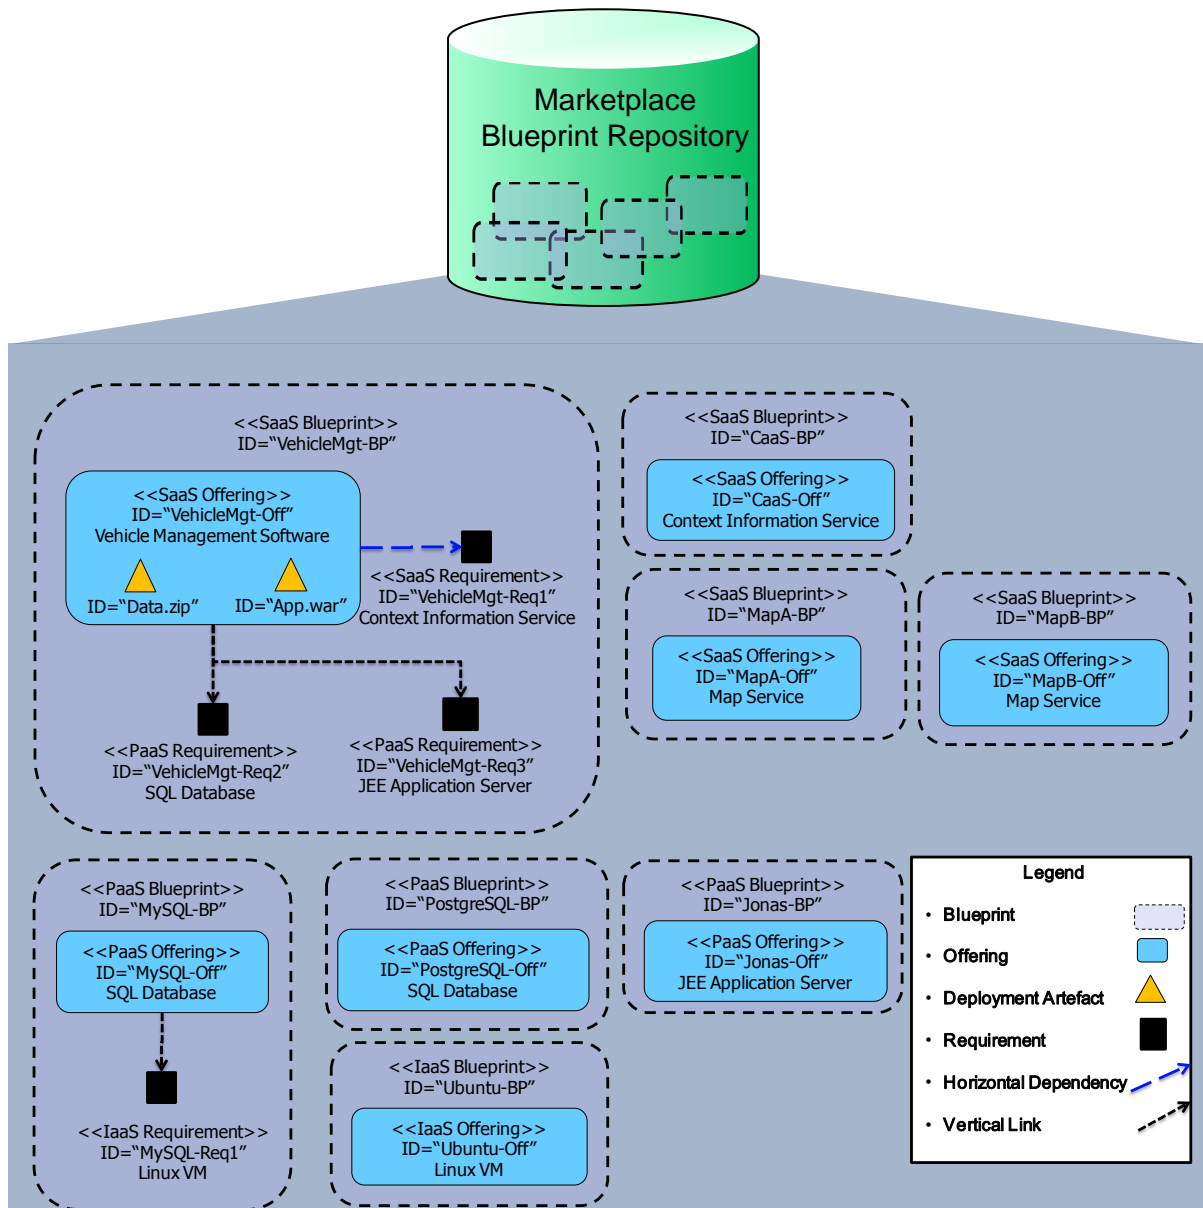 Marketplace
Blueprint Repository
<<SaaS Blueprint>>
ID=“VehicleMgt-BP”
<<SaaS Offering>>
ID=“VehicleMgt-Off”
Vehicle Management Software
ID=“Data.zip”
ID=“App.war”
<<SaaS Requirement>>
ID=“VehicleMgt-Req1”
Context Information Service
<<PaaS Requirement>>
ID=“VehicleMgt-Req2”
SQL Database
<<PaaS Requirement>>
ID=“VehicleMgt-Req3”
JEE Application Server
<<SaaS Blueprint>>
ID=“CaaS-BP”
<<SaaS Offering>>
ID=“CaaS-Off”
Context Information Service
<<SaaS Blueprint>>
ID=“MapA-BP”
<<SaaS Offering>>
ID=“MapA-Off”
Map Service
<<SaaS Blueprint>>
ID=“MapB-BP”
<<SaaS Offering>>
ID=“MapB-Off”
Map Service
<<PaaS Blueprint>>
ID=“MySQL-BP”
<<PaaS Offering>>
ID=“MySQL-Off”
SQL Database
<<IaaS Requirement>>
ID=“MySQL-Req1”
Linux VM
<<PaaS Blueprint>>
ID=“PostgreSQL-BP”
<<PaaS Offering>>
ID=“PostgreSQL-Off”
SQL Database
<<IaaS Blueprint>>
ID=“Ubuntu-BP”
<<IaaS Offering>>
ID=“Ubuntu-Off”
Linux VM
<<PaaS Blueprint>>
ID=“Jonas-BP”
<<PaaS Offering>>
ID=“Jonas-Off”
JEE Application Server
Legend
• Blueprint
• Offering
• Deployment Artefact
• Requirement
• Horizontal Dependency
• Vertical Link